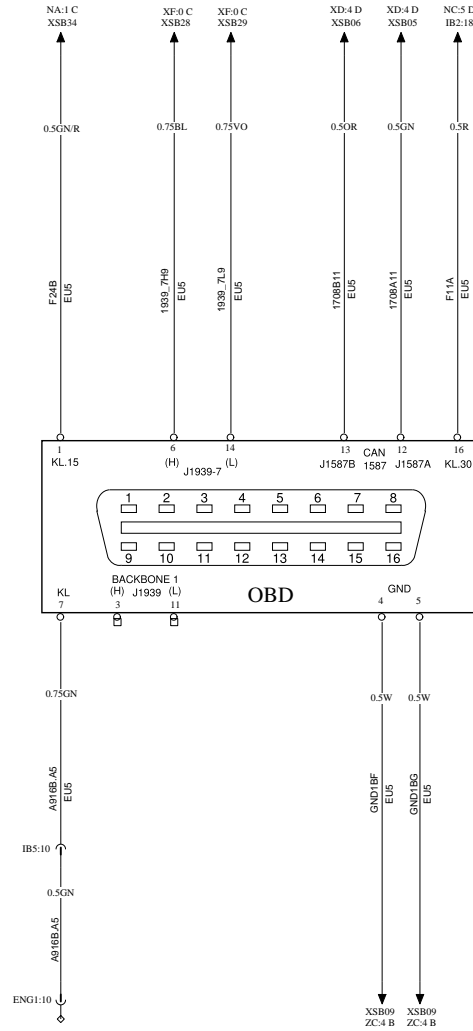 NA:1 C XF:0 C XF:0 C XD:4 D XD:4 D NC:5 D
XSB34 XSB28 XSB29 XSB06 XSB05 IB2:18
0.5GN/R 0.75BL 0.75VO 0.5OR 0.5GN 0.5R
F24B EU5
1939_7H9 EU5
1939_7L9 EU5
1708B11 EU5
1708A11 EU5
F11A EU5
1 6 14 13 CAN 12 16
KL.15 (H) (L) J1587B 1587 J1587A KL.30
J1939-7
1 2 3 4 5 6 7 8
9 10 11 12 13 14 15 16
BACKBONE 1
KL (H) J1939 (L) OBD GND
7 3 11 4 5
0.75GN 0.5W 0.5W
A916B.A5 EU5
GND1BF EU5
GND1BG EU5
IB5:10
0.5GN
A916B.A5
ENG1:10
XSB09 XSB09
ZC:4 B ZC:4 B